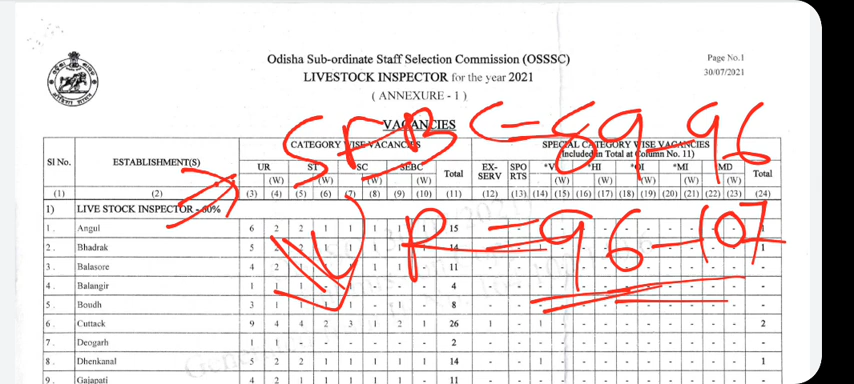 Odisha Sub-ordinate Staff Selection Commission (OSSSC)
Page No.1
LIVESTOCK INSPECTOR for the year 2021
30/07/2021
( ANNEXURE - 1 )
SEBC - 89 - 96
VACANCIES
CATEGORY WISE VACANCIES SPECIAL CATEGORY WISE VACANCIES
(Included in Total at Column No. 11)
Sl No. ESTABLISHMENT(S) UR ST SC SEBC Total EX-SERV SPORTS *HI *MI MD Total
(W) (W) (W) (W) (W) (W) (W) (W)
(1) (2) (3) (4) (5) (6) (7) (8) (9) (10) (11) (12) (13) (14) (15) (16) (17) (18) (19) (20) (21) (22) (23) (24)
1) LIVE STOCK INSPECTOR - 60%
UR = 96 - 107
1. Angul 6 2 2 1 1 1 1 15
2. Bhadrak 5 14 1
3. Balasore 4 2 11
4. Balangir 4
5. Boudh 3 1 8
6. Cuttack 9 4 4 2 3 1 2 1 26 1 - 1 - - - - - - - - - 2
7. Deogarh 1 1 - - - - - - 2 - - - - - - - - - - - - -
8. Dhenkanal 5 2 2 1 1 1 1 1 14 - - 1 - - - - - - - - - 1
9. Gajapati 4 2 1 1 1 1 1 - 11 - - - - - - - - - - - - -